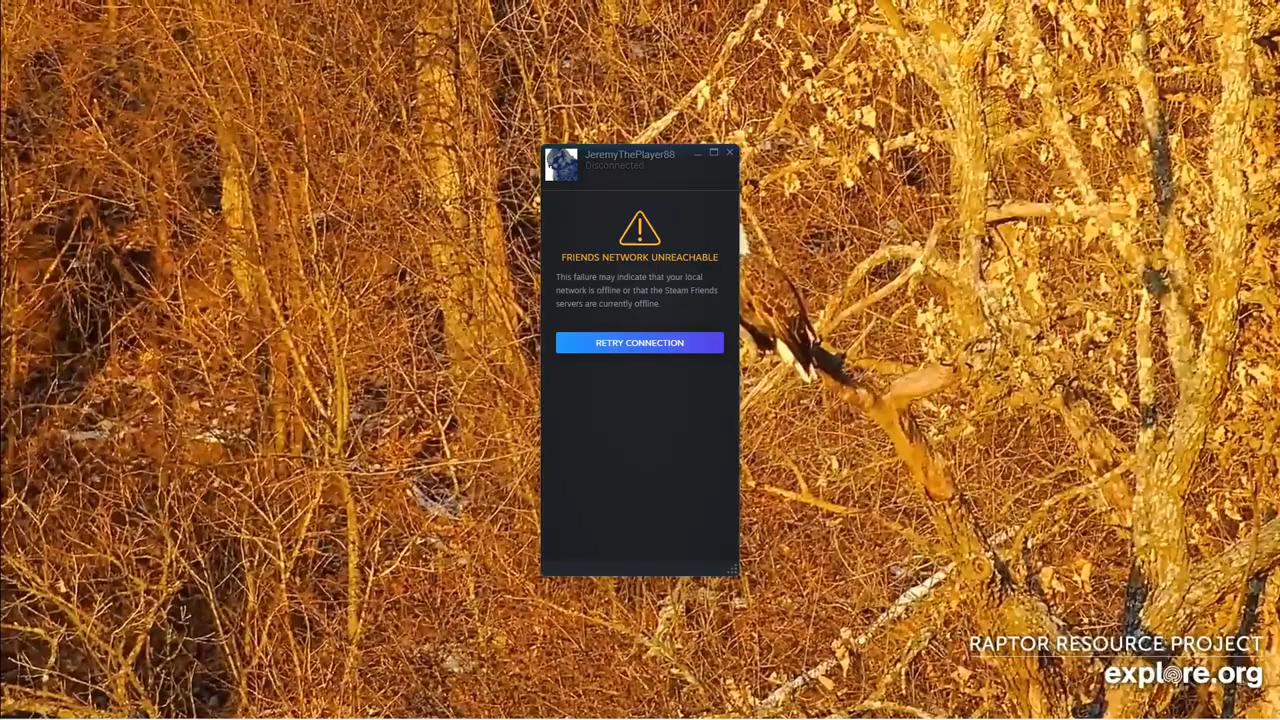 JeremyThePlayer88
Disconnected
FRIENDS NETWORK UNREACHABLE
This failure may indicate that your local
network is offline or that the Steam Friends
servers are currently offline.
RETRY CONNECTION
RAPTOR RESOURCE PROJECT
explore.org